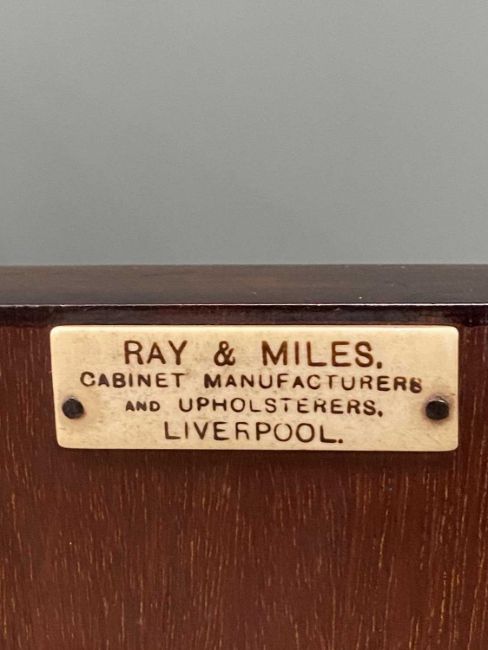 RAY & MILES.
CABINET MANUFACTURERS
AND UPHOLSTERERS,
LIVERPOOL.